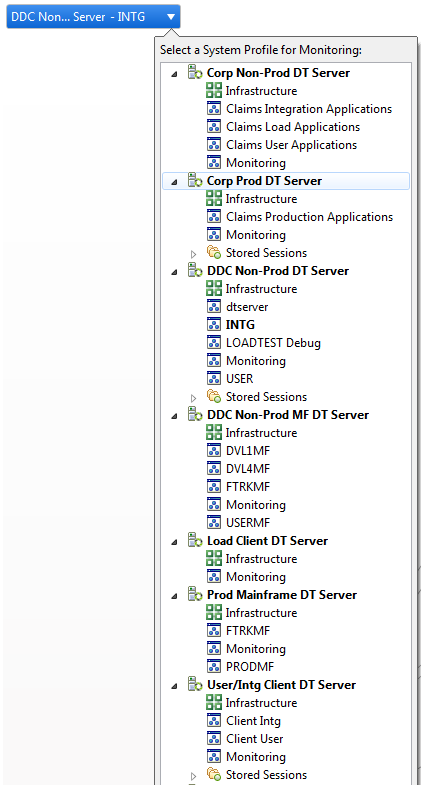 DDC Non... Server - INTG
Select a System Profile for Monitoring:
Corp Non-Prod DT Server
Infrastructure
Claims Integration Applications
Claims Load Applications
Claims User Applications
Monitoring
Corp Prod DT Server
Infrastructure
Claims Production Applications
Monitoring
Stored Sessions
DDC Non-Prod DT Server
Infrastructure
dtserver
INTG
LOADTEST Debug
Monitoring
USER
Stored Sessions
DDC Non-Prod MF DT Server
Infrastructure
DVL1MF
DVL4MF
FTRKMF
Monitoring
USERMF
Load Client DT Server
Infrastructure
Monitoring
Prod Mainframe DT Server
Infrastructure
FTRKMF
Monitoring
PRODMF
User/Intg Client DT Server
Infrastructure
Client Intg
Client User
Monitoring
Stored Sessions